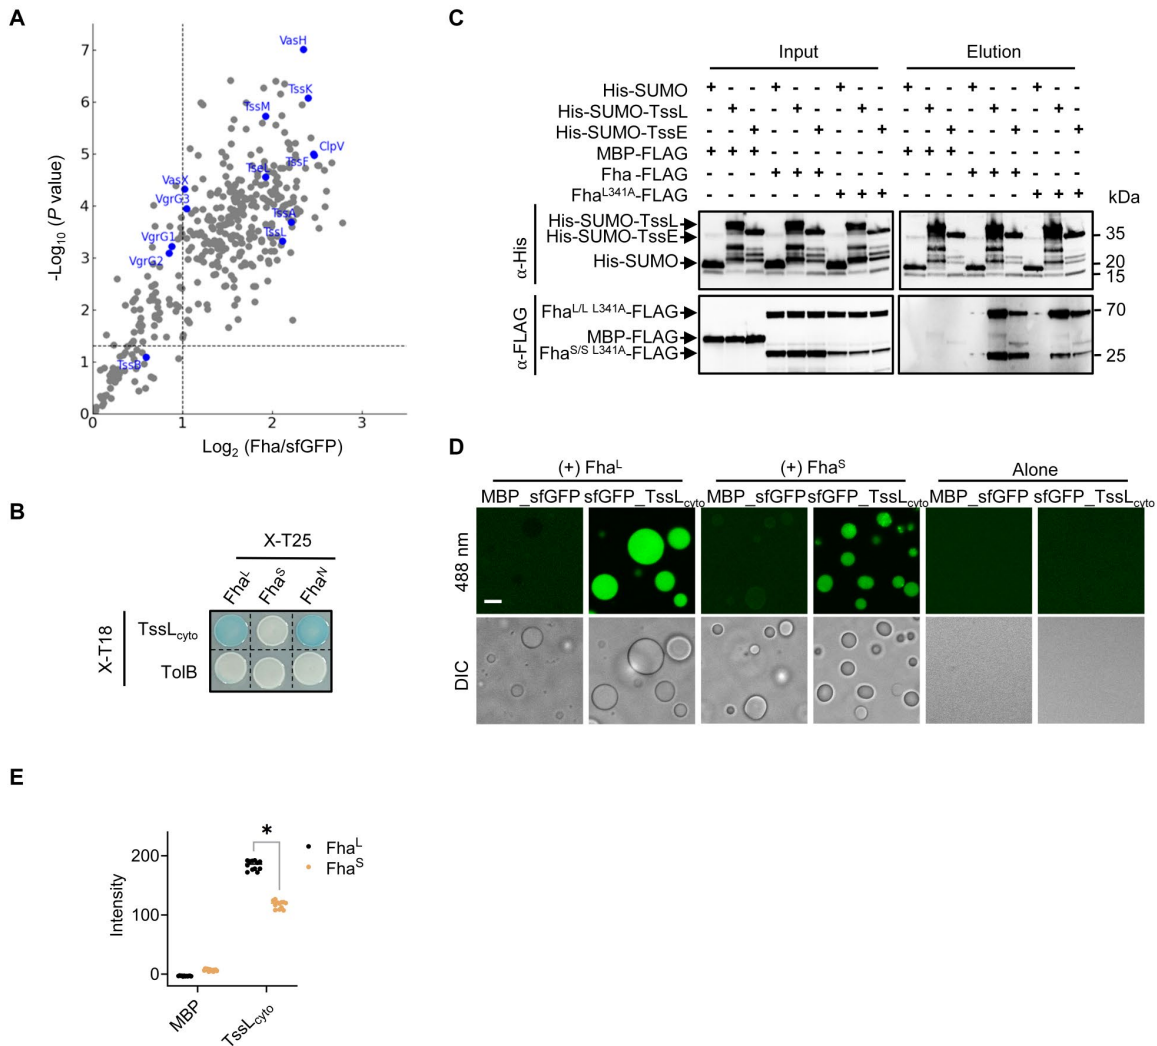 A
7
6
5
4
3
2
1
0
0
1
2
3
-Log10 (P value)
Log2 (Fha/sfGFP)
VasH
TssK
TssM
ClpV
TssF
TseL
VasX
VgrG3
TssA
TssL
VgrG1
VgrG2
TssB
B
X-T25
FhaL
FhaS
FhaN
X-T18
TssLcyto
TolB
C
Input
Elution
His-SUMO + - - + - - + - - + - - + - - + - -
His-SUMO-TssL - + - - + - - + - - + - - + - - + -
His-SUMO-TssE - - + - - + - - + - - + - - + - - +
MBP-FLAG + + + - - - - - - + + + - - - - - -
Fha -FLAG - - - + + + - - - - - - + + + - - -
FhaL341A-FLAG - - - - - - + + + - - - - - - + + +
kDa
α-His
His-SUMO-TssL
His-SUMO-TssE
His-SUMO
35
20
15
α-FLAG
FhaL/L L341A-FLAG
MBP-FLAG
FhaS/S L341A-FLAG
70
25
D
(+) FhaL
(+) FhaS
Alone
MBP_sfGFP sfGFP_TssLcyto MBP_sfGFP sfGFP_TssLcyto MBP_sfGFP sfGFP_TssLcyto
488 nm
DIC
E
Intensity
200
100
0
*
FhaL
FhaS
MBP
TssLcyto